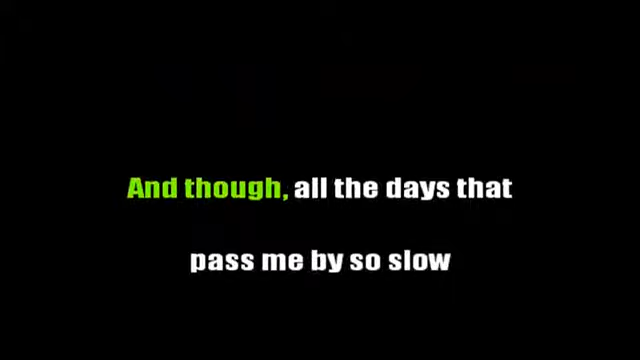 And though, all the days that
pass me by so slow